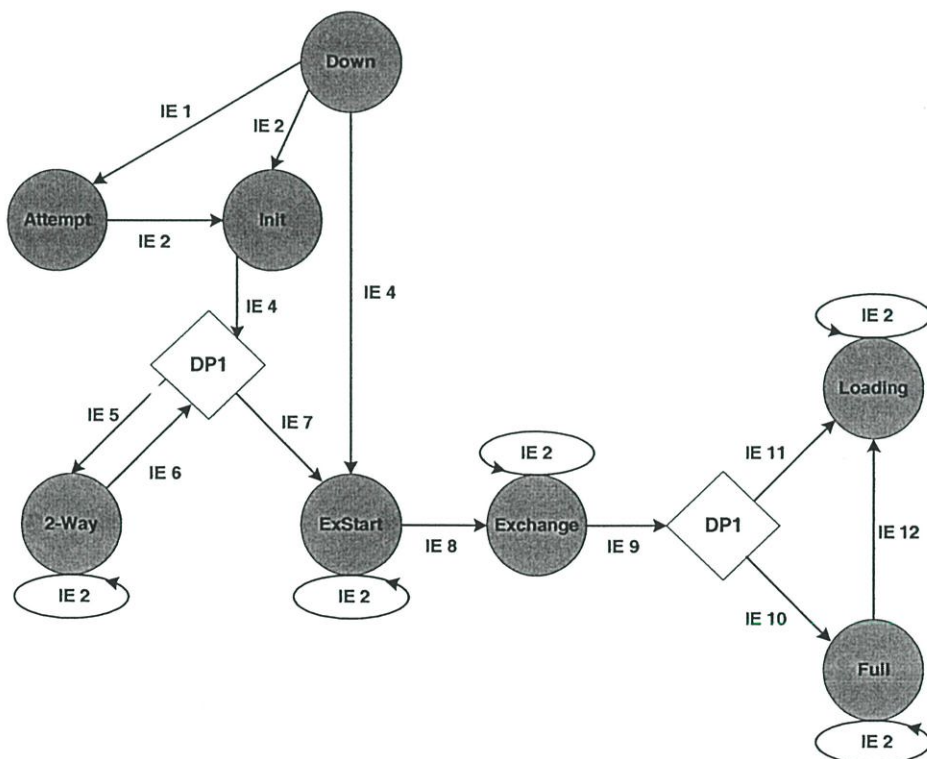 Down
IE 1
IE 2
Attempt
Init
IE 2
IE 4
IE 4
IE 2
DP1
Loading
IE 5
IE 7
IE 6
IE 11
IE 2
2-Way
ExStart
Exchange
DP1
IE 8
IE 9
IE 12
IE 2
IE 2
IE 10
Full
IE 2